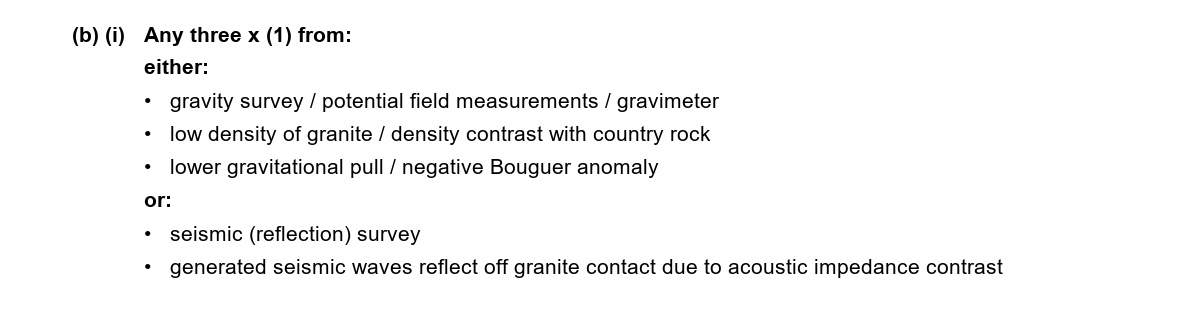 (b) (i) Any three x (1) from:
either:
• gravity survey / potential field measurements / gravimeter
• low density of granite / density contrast with country rock
• lower gravitational pull / negative Bouguer anomaly
or:
• seismic (reflection) survey
• generated seismic waves reflect off granite contact due to acoustic impedance contrast